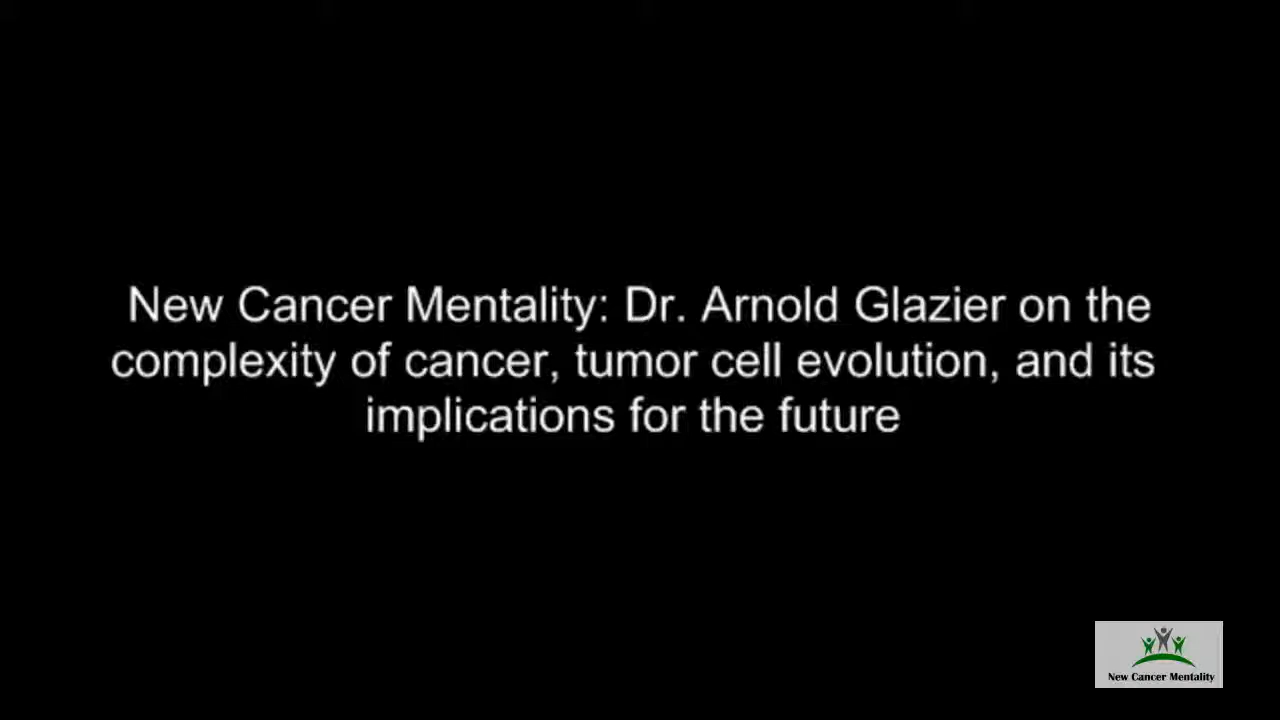 New Cancer Mentality: Dr. Arnold Glazier on the
complexity of cancer, tumor cell evolution, and its
implications for the future
New Cancer Mentality